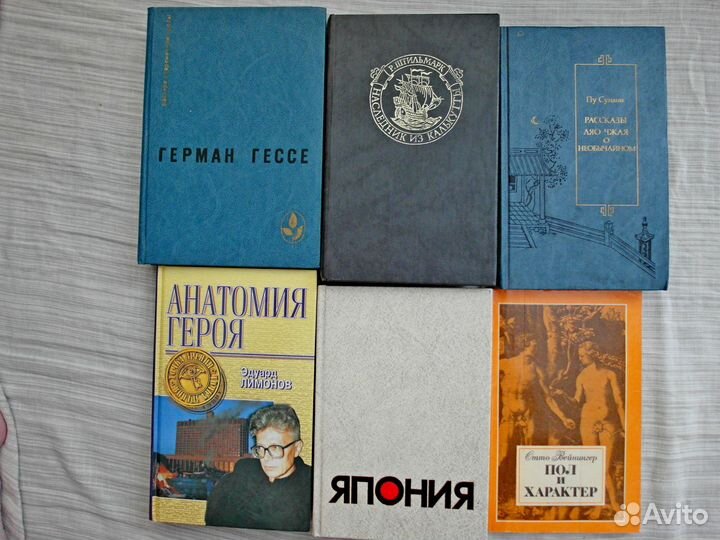 ГЕРМАН ГЕССЕ
Р. ШТИЛЬМАРК
НАСЛЕДНИК ИЗ КАЛЬКУТТЫ
Пу Сунлин
РАССКАЗЫ
ЛЯО ЧЖАЯ
О
НЕОБЫЧАЙНОМ
АНАТОМИЯ
ГЕРОЯ
Эдуард
ЛИМОНОВ
ЯПОНИЯ
Отто Вейнингер
ПОЛ
И
ХАРАКТЕР
Avito